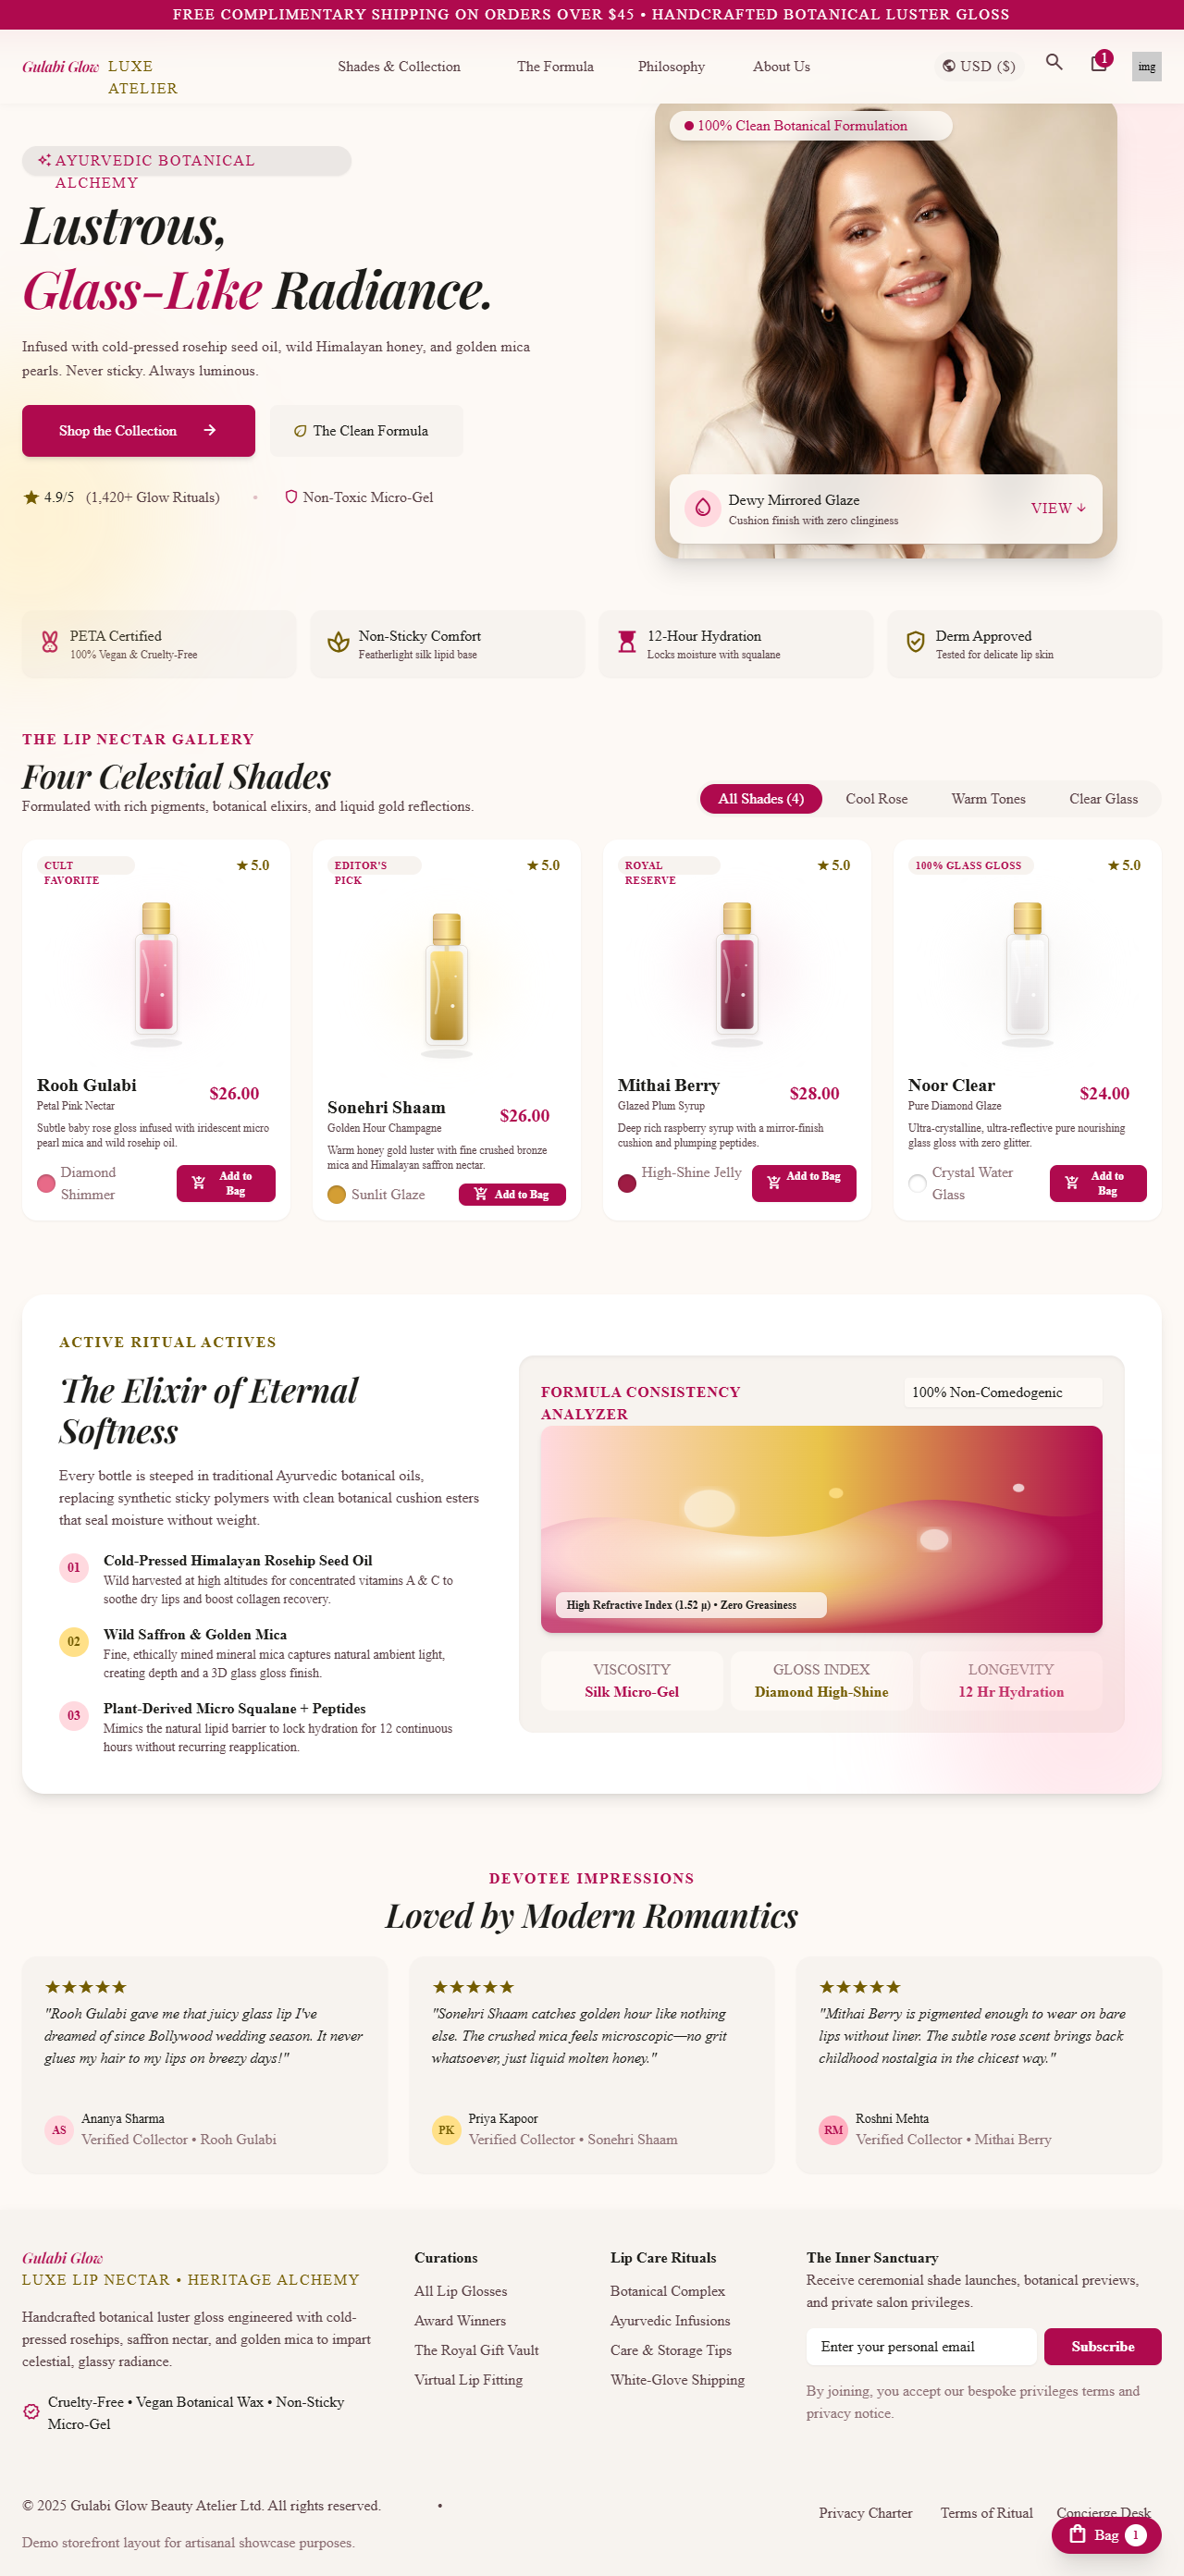 FREE COMPLIMENTARY SHIPPING ON ORDERS OVER $45 • HANDCRAFTED BOTANICAL LUSTER GLOSS
Gulabi Glow LUXE ATELIER
Shades & Collection The Formula Philosophy About Us
USD ($) 1 img
AYURVEDIC BOTANICAL
ALCHEMY
Lustrous,
Glass-Like Radiance.
Infused with cold-pressed rosehip seed oil, wild Himalayan honey, and golden mica
pearls. Never sticky. Always luminous.
Shop the Collection The Clean Formula
4.9/5 (1,420+ Glow Rituals) • Non-Toxic Micro-Gel
100% Clean Botanical Formulation
Dewy Mirrored Glaze
Cushion finish with zero clinginess
VIEW
PETA Certified
100% Vegan & Cruelty-Free
Non-Sticky Comfort
Featherlight silk lipid base
12-Hour Hydration
Locks moisture with squalane
Derm Approved
Tested for delicate lip skin
THE LIP NECTAR GALLERY
Four Celestial Shades
Formulated with rich pigments, botanical elixirs, and liquid gold reflections.
All Shades (4) Cool Rose Warm Tones Clear Glass
CULT
FAVORITE
5.0
Rooh Gulabi
Petal Pink Nectar
$26.00
Subtle baby rose gloss infused with iridescent micro
pearl mica and wild rosehip oil.
Diamond
Shimmer
Add to
Bag
EDITOR'S
PICK
5.0
Sonehri Shaam
Golden Hour Champagne
$26.00
Warm honey gold luster with fine crushed bronze
mica and Himalayan saffron nectar.
Sunlit Glaze
Add to Bag
ROYAL
RESERVE
5.0
Mithai Berry
Glazed Plum Syrup
$28.00
Deep rich raspberry syrup with a mirror-finish
cushion and plumping peptides.
High-Shine Jelly
Add to Bag
100% GLASS GLOSS
5.0
Noor Clear
Pure Diamond Glaze
$24.00
Ultra-crystalline, ultra-reflective pure nourishing
glass gloss with zero glitter.
Crystal Water
Glass
Add to
Bag
ACTIVE RITUAL ACTIVES
The Elixir of Eternal
Softness
Every bottle is steeped in traditional Ayurvedic botanical oils,
replacing synthetic sticky polymers with clean botanical cushion esters
that seal moisture without weight.
01
Cold-Pressed Himalayan Rosehip Seed Oil
Wild harvested at high altitudes for concentrated vitamins A & C to
soothe dry lips and boost collagen recovery.
02
Wild Saffron & Golden Mica
Fine, ethically mined mineral mica captures natural ambient light,
creating depth and a 3D glass gloss finish.
03
Plant-Derived Micro Squalane + Peptides
Mimics the natural lipid barrier to lock hydration for 12 continuous
hours without recurring reapplication.
FORMULA CONSISTENCY
ANALYZER
100% Non-Comedogenic
High Refractive Index (1.52 μ) • Zero Greasiness
VISCOSITY
Silk Micro-Gel
GLOSS INDEX
Diamond High-Shine
LONGEVITY
12 Hr Hydration
DEVOTEE IMPRESSIONS
Loved by Modern Romantics
"Rooh Gulabi gave me that juicy glass lip I've
dreamed of since Bollywood wedding season. It never
glues my hair to my lips on breezy days!"
AS
Ananya Sharma
Verified Collector • Rooh Gulabi
"Sonehri Shaam catches golden hour like nothing
else. The crushed mica feels microscopic—no grit
whatsoever, just liquid molten honey."
PK
Priya Kapoor
Verified Collector • Sonehri Shaam
"Mithai Berry is pigmented enough to wear on bare
lips without liner. The subtle rose scent brings back
childhood nostalgia in the chicest way."
RM
Roshni Mehta
Verified Collector • Mithai Berry
Gulabi Glow
LUXE LIP NECTAR • HERITAGE ALCHEMY
Handcrafted botanical luster gloss engineered with cold-
pressed rosehips, saffron nectar, and golden mica to impart
celestial, glassy radiance.
Cruelty-Free • Vegan Botanical Wax • Non-Sticky
Micro-Gel
Curations
All Lip Glosses
Award Winners
The Royal Gift Vault
Virtual Lip Fitting
Lip Care Rituals
Botanical Complex
Ayurvedic Infusions
Care & Storage Tips
White-Glove Shipping
The Inner Sanctuary
Receive ceremonial shade launches, botanical previews,
and private salon privileges.
Enter your personal email
Subscribe
By joining, you accept our bespoke privileges terms and
privacy notice.
© 2025 Gulabi Glow Beauty Atelier Ltd. All rights reserved. •
Demo storefront layout for artisanal showcase purposes.
Privacy Charter Terms of Ritual Concierge Desk
Bag 1